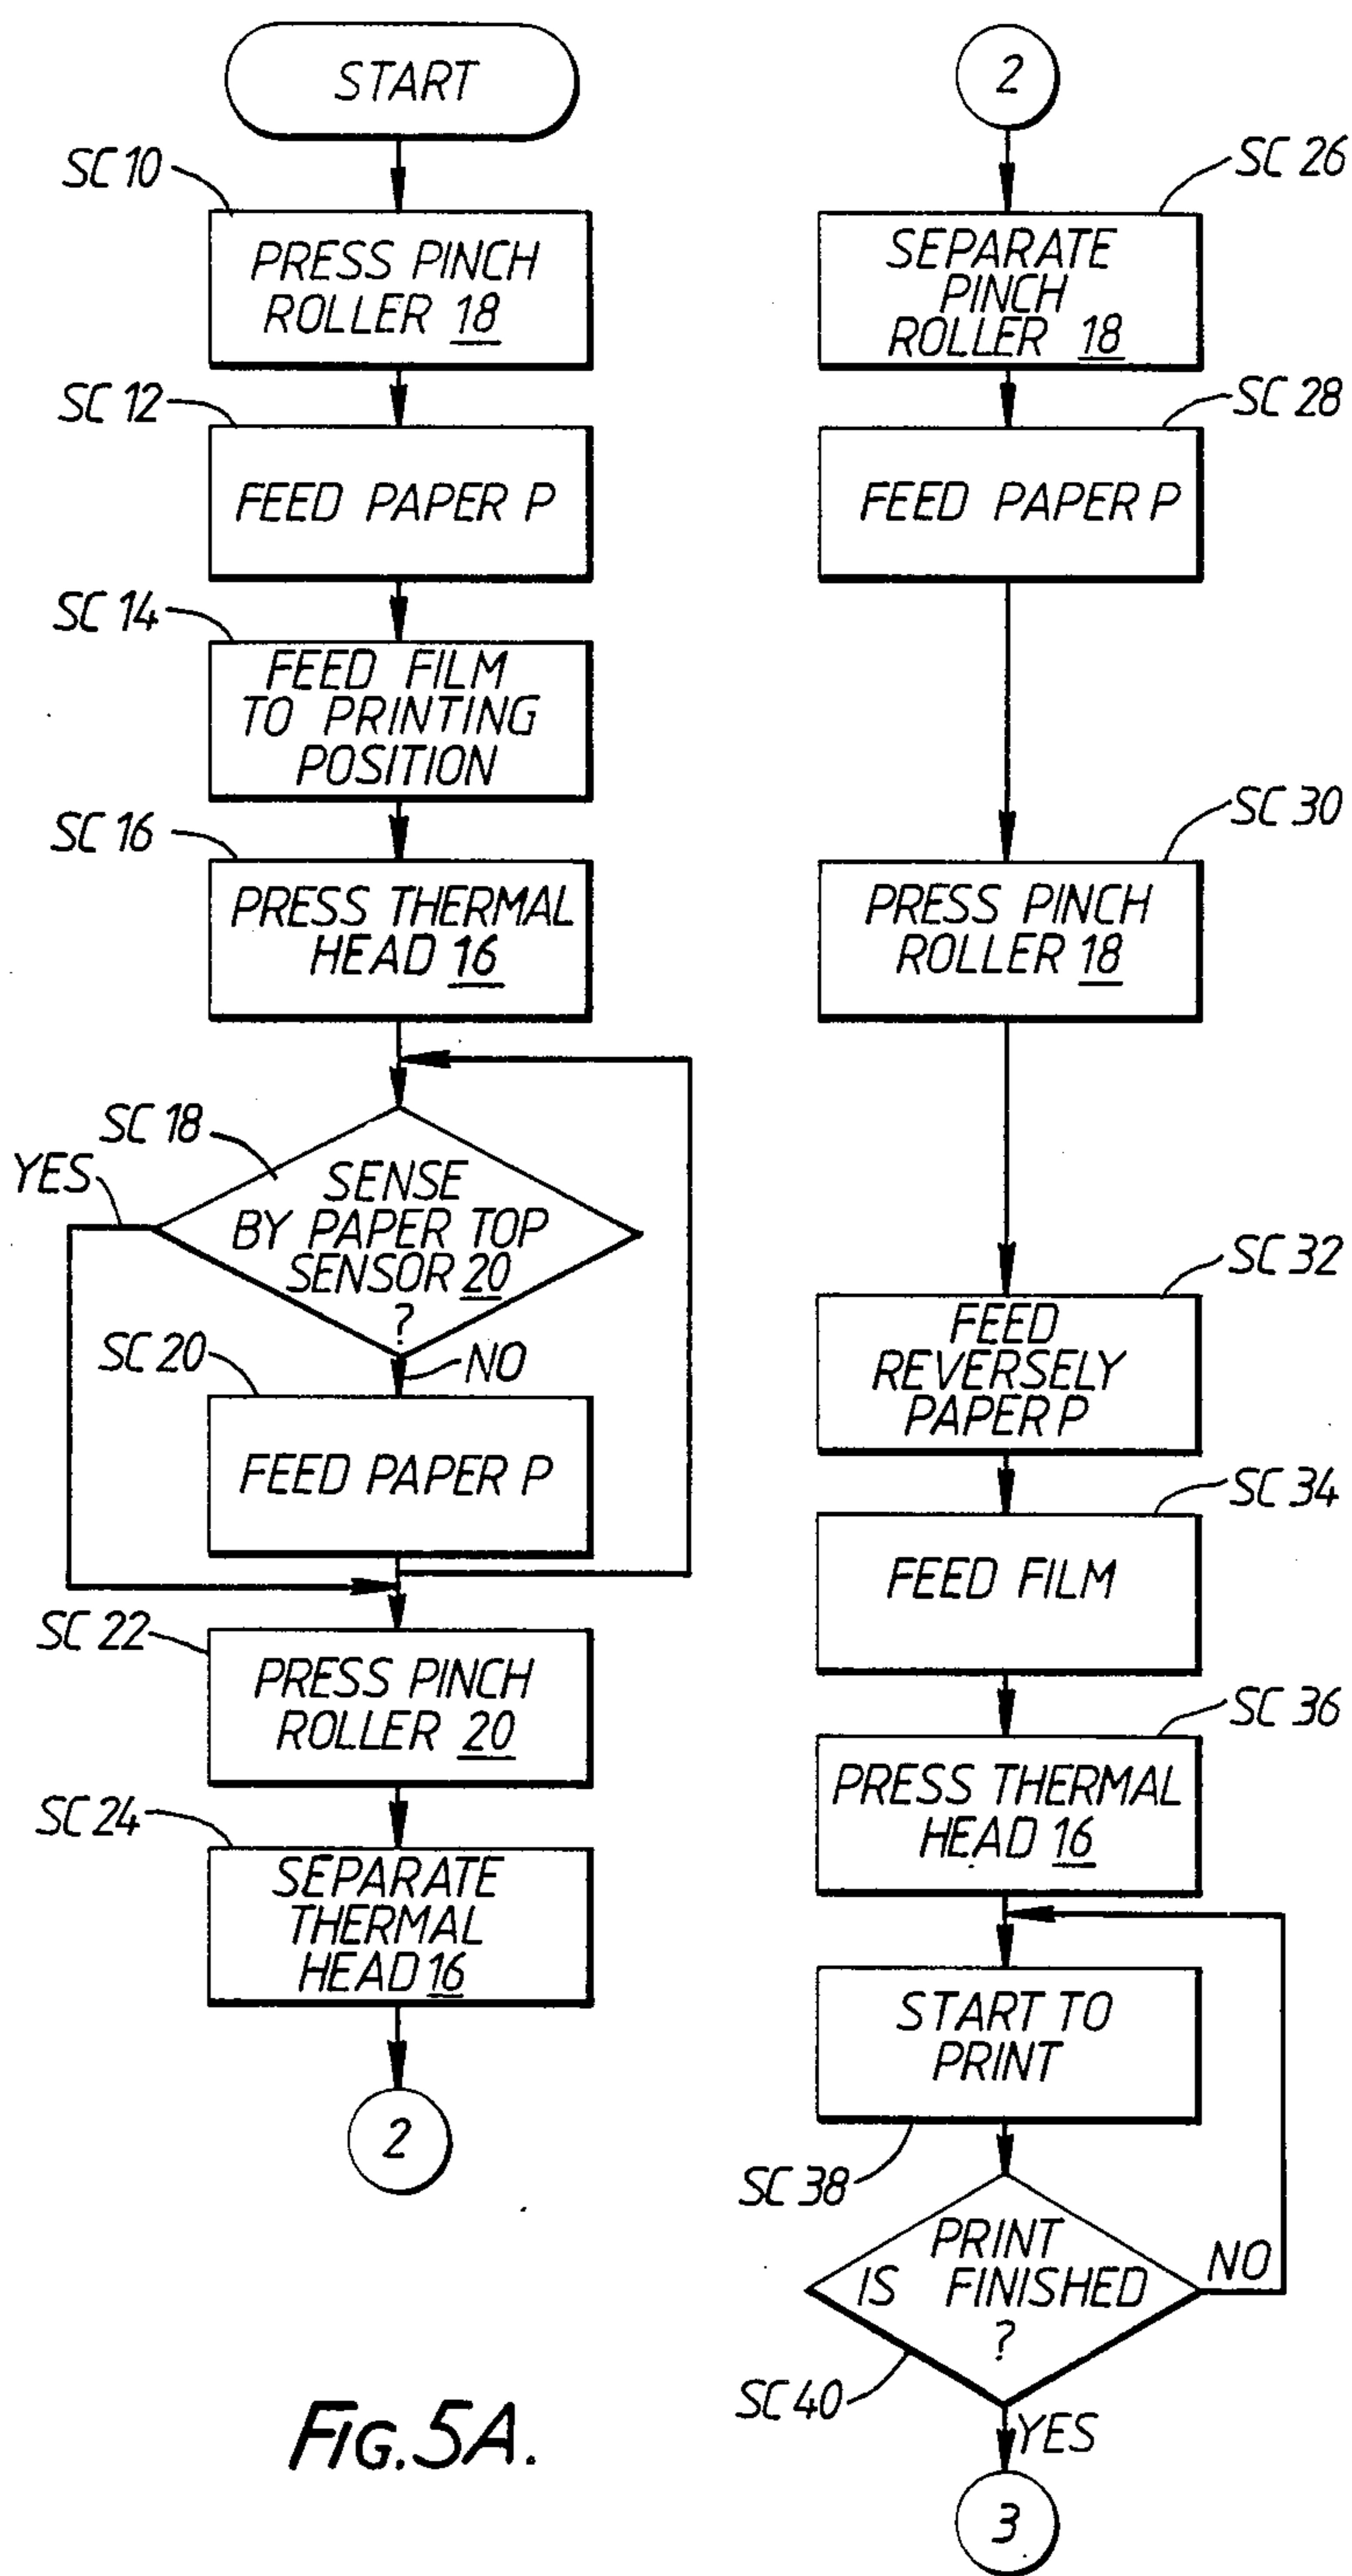 START
SC 10
PRESS PINCH
ROLLER 18
SC 12
FEED PAPER P
SC 14
FEED FILM
TO PRINTING
POSITION
SC 16
PRESS THERMAL
HEAD 16
SC 18
YES
SENSE
BY PAPER TOP
SENSOR 20
?
NO
SC 20
FEED PAPER P
SC 22
PRESS PINCH
ROLLER 20
SC 24
SEPARATE
THERMAL
HEAD 16
2
2
SC 26
SEPARATE
PINCH
ROLLER 18
SC 28
FEED PAPER P
SC 30
PRESS PINCH
ROLLER 18
SC 32
FEED
REVERSELY
PAPER P
SC 34
FEED FILM
SC 36
PRESS THERMAL
HEAD 16
START TO
PRINT
SC 38
PRINT
IS FINISHED
?
NO
SC 40
YES
3
FIG. 5A.